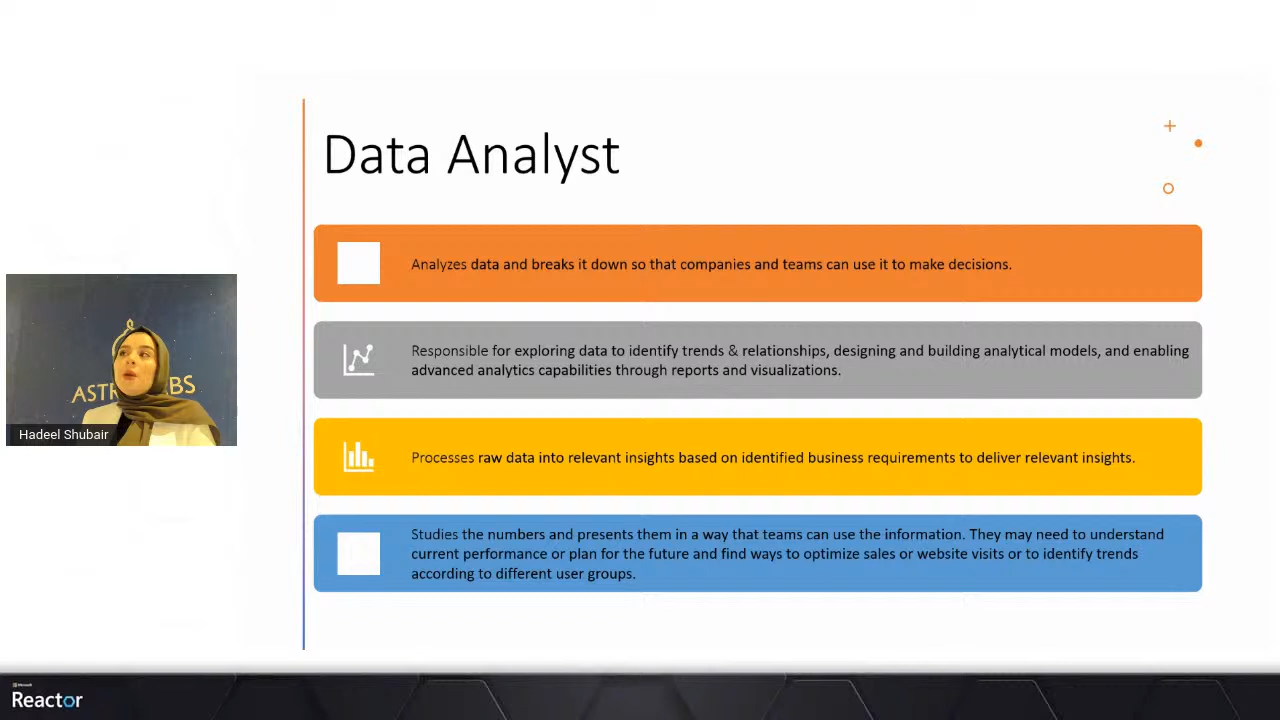 Data Analyst
Analyzes data and breaks it down so that companies and teams can use it to make decisions.
Responsible for exploring data to identify trends & relationships, designing and building analytical models, and enabling
advanced analytics capabilities through reports and visualizations.
Processes raw data into relevant insights based on identified business requirements to deliver relevant insights.
Studies the numbers and presents them in a way that teams can use the information. They may need to understand
current performance or plan for the future and find ways to optimize sales or website visits or to identify trends
according to different user groups.
Hadeel Shubair
Microsoft
Reactor